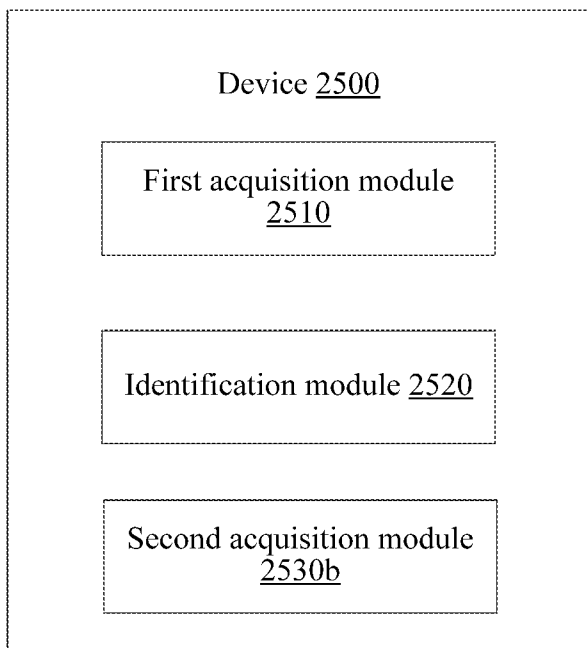 Device 2500
First acquisition module
2510
Identification module 2520
Second acquisition module
2530b